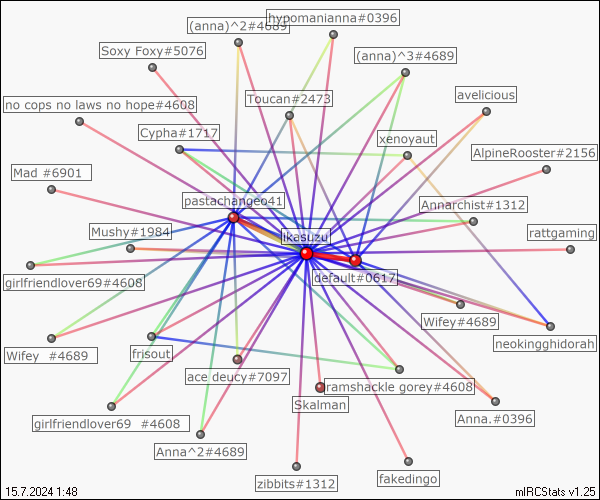 hypomanianna#0396
(anna)^2#4689
Soxy Foxy#5076
(anna)^3#4689
Toucan#2473
avelicious
no cops no laws no hope#4608
Cypha#1717
xenoyaut
AlpineRooster#2156
Mad #6901
pastachangeo41
Annarchist#1312
Mushy#1984
ikasuzu
rattgaming
girlfriendlover69#4608
default#0617
Wifey#4689
neokingghidorah
Wifey #4689
frisout
ace deucy#7097
ramshackle gorey#4608
Skalman
Anna.#0396
girlfriendlover69 #4608
Anna^2#4689
zibbits#1312
fakedingo
15.7.2024 1:48
mIRCStats v1.25